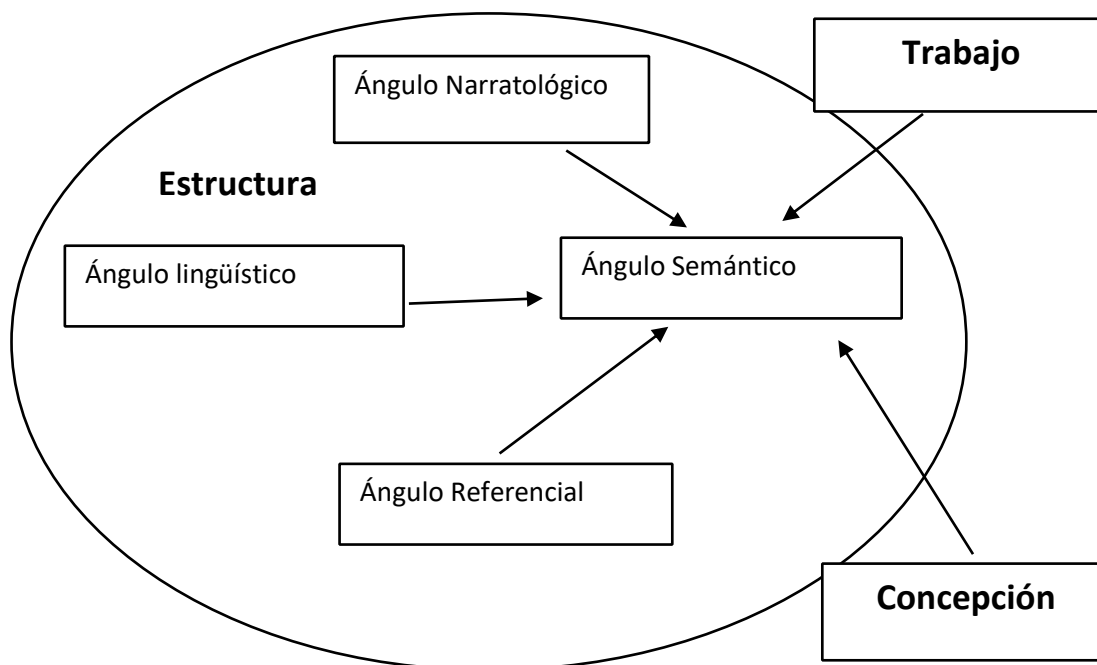 Trabajo
Ángulo Narratológico
Estructura
Ángulo lingüístico
Ángulo Semántico
Ángulo Referencial
Concepción